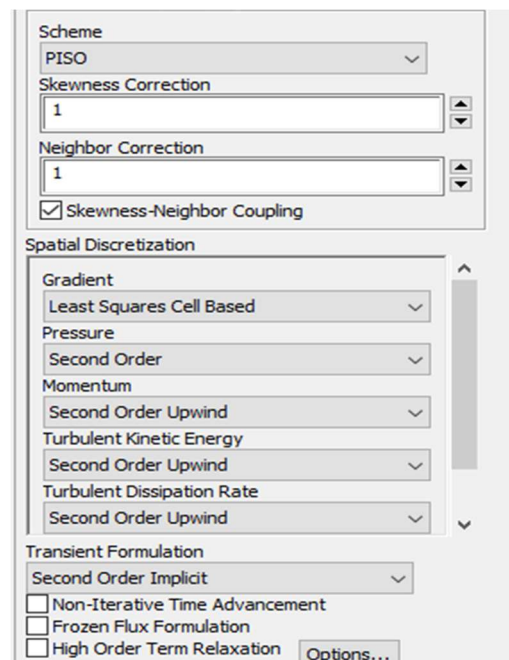 Scheme
PISO
Skewness Correction
1
Neighbor Correction
1
Skewness-Neighbor Coupling
Spatial Discretization
Gradient
Least Squares Cell Based
Pressure
Second Order
Momentum
Second Order Upwind
Turbulent Kinetic Energy
Second Order Upwind
Turbulent Dissipation Rate
Second Order Upwind
Transient Formulation
Second Order Implicit
Non-Iterative Time Advancement
Frozen Flux Formulation
High Order Term Relaxation Options...